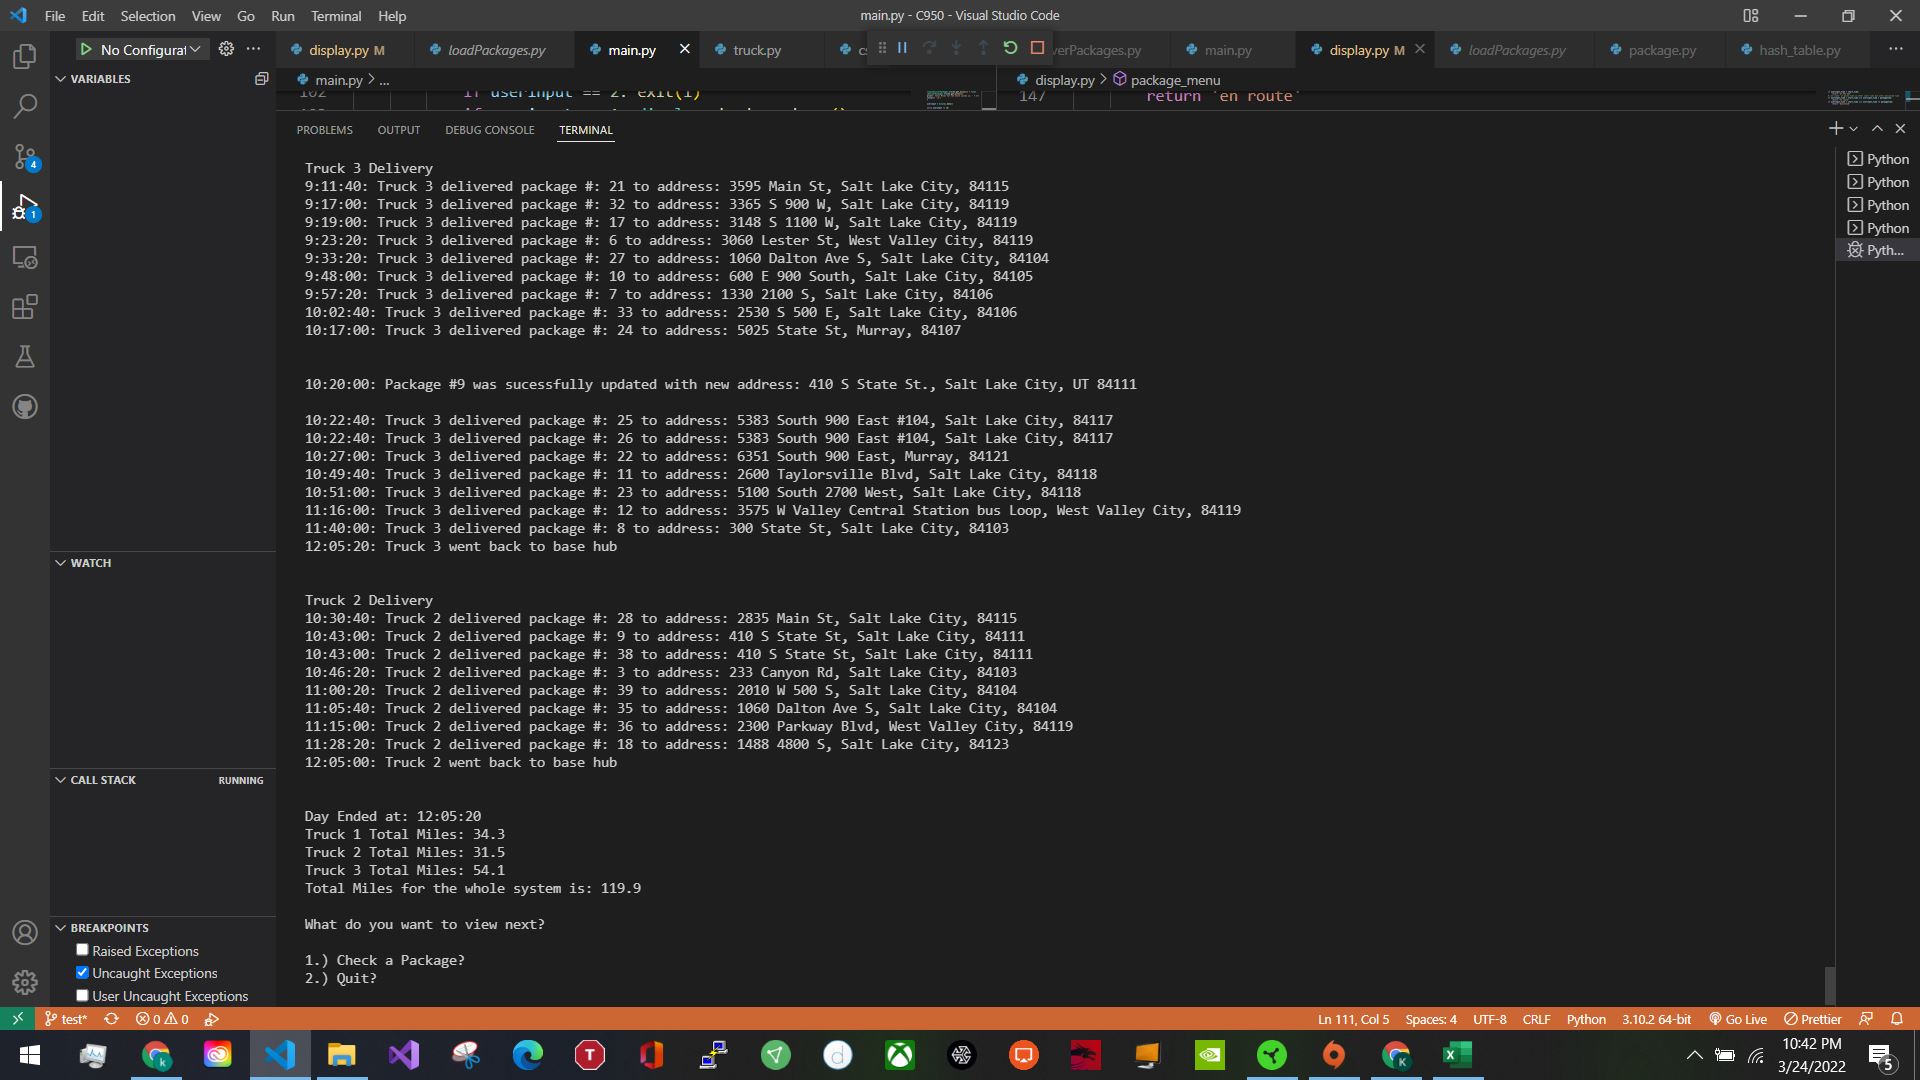 File Edit Selection View Go Run Terminal Help
main.py - C950 - Visual Studio Code
No Configurat
display.py M
loadPackages.py
main.py
truck.py
verPackages.py
main.py
display.py M
loadPackages.py
package.py
hash_table.py
VARIABLES
main.py > ...
display.py > package_menu
102 if userinput == 2: exit(1)
147 return 'en route'
PROBLEMS OUTPUT DEBUG CONSOLE TERMINAL
Python
Python
Python
Python
Pyth...
Truck 3 Delivery
9:11:40: Truck 3 delivered package #: 21 to address: 3595 Main St, Salt Lake City, 84115
9:17:00: Truck 3 delivered package #: 32 to address: 3365 S 900 W, Salt Lake City, 84119
9:19:00: Truck 3 delivered package #: 17 to address: 3148 S 1100 W, Salt Lake City, 84119
9:23:20: Truck 3 delivered package #: 6 to address: 3060 Lester St, West Valley City, 84119
9:33:20: Truck 3 delivered package #: 27 to address: 1060 Dalton Ave S, Salt Lake City, 84104
9:48:00: Truck 3 delivered package #: 10 to address: 600 E 900 South, Salt Lake City, 84105
9:57:20: Truck 3 delivered package #: 7 to address: 1330 2100 S, Salt Lake City, 84106
10:02:40: Truck 3 delivered package #: 33 to address: 2530 S 500 E, Salt Lake City, 84106
10:17:00: Truck 3 delivered package #: 24 to address: 5025 State St, Murray, 84107
10:20:00: Package #9 was sucessfully updated with new address: 410 S State St., Salt Lake City, UT 84111
10:22:40: Truck 3 delivered package #: 25 to address: 5383 South 900 East #104, Salt Lake City, 84117
10:22:40: Truck 3 delivered package #: 26 to address: 5383 South 900 East #104, Salt Lake City, 84117
10:27:00: Truck 3 delivered package #: 22 to address: 6351 South 900 East, Murray, 84121
10:49:40: Truck 3 delivered package #: 11 to address: 2600 Taylorsville Blvd, Salt Lake City, 84118
10:51:00: Truck 3 delivered package #: 23 to address: 5100 South 2700 West, Salt Lake City, 84118
11:16:00: Truck 3 delivered package #: 12 to address: 3575 W Valley Central Station bus Loop, West Valley City, 84119
11:40:00: Truck 3 delivered package #: 8 to address: 300 State St, Salt Lake City, 84103
12:05:20: Truck 3 went back to base hub
WATCH
Truck 2 Delivery
10:30:40: Truck 2 delivered package #: 28 to address: 2835 Main St, Salt Lake City, 84115
10:43:00: Truck 2 delivered package #: 9 to address: 410 S State St, Salt Lake City, 84111
10:43:00: Truck 2 delivered package #: 38 to address: 410 S State St, Salt Lake City, 84111
10:46:20: Truck 2 delivered package #: 3 to address: 233 Canyon Rd, Salt Lake City, 84103
11:00:20: Truck 2 delivered package #: 39 to address: 2010 W 500 S, Salt Lake City, 84104
11:05:40: Truck 2 delivered package #: 35 to address: 1060 Dalton Ave S, Salt Lake City, 84104
11:15:00: Truck 2 delivered package #: 36 to address: 2300 Parkway Blvd, West Valley City, 84119
11:28:20: Truck 2 delivered package #: 18 to address: 1488 4800 S, Salt Lake City, 84123
12:05:00: Truck 2 went back to base hub
CALL STACK RUNNING
Day Ended at: 12:05:20
Truck 1 Total Miles: 34.3
Truck 2 Total Miles: 31.5
Truck 3 Total Miles: 54.1
Total Miles for the whole system is: 119.9
What do you want to view next?
1.) Check a Package?
2.) Quit?
BREAKPOINTS
Raised Exceptions
Uncaught Exceptions
User Uncaught Exceptions
test* 0 0
Ln 111, Col 5 Spaces: 4 UTF-8 CRLF Python 3.10.2 64-bit Go Live Prettier
10:42 PM
3/24/2022
5